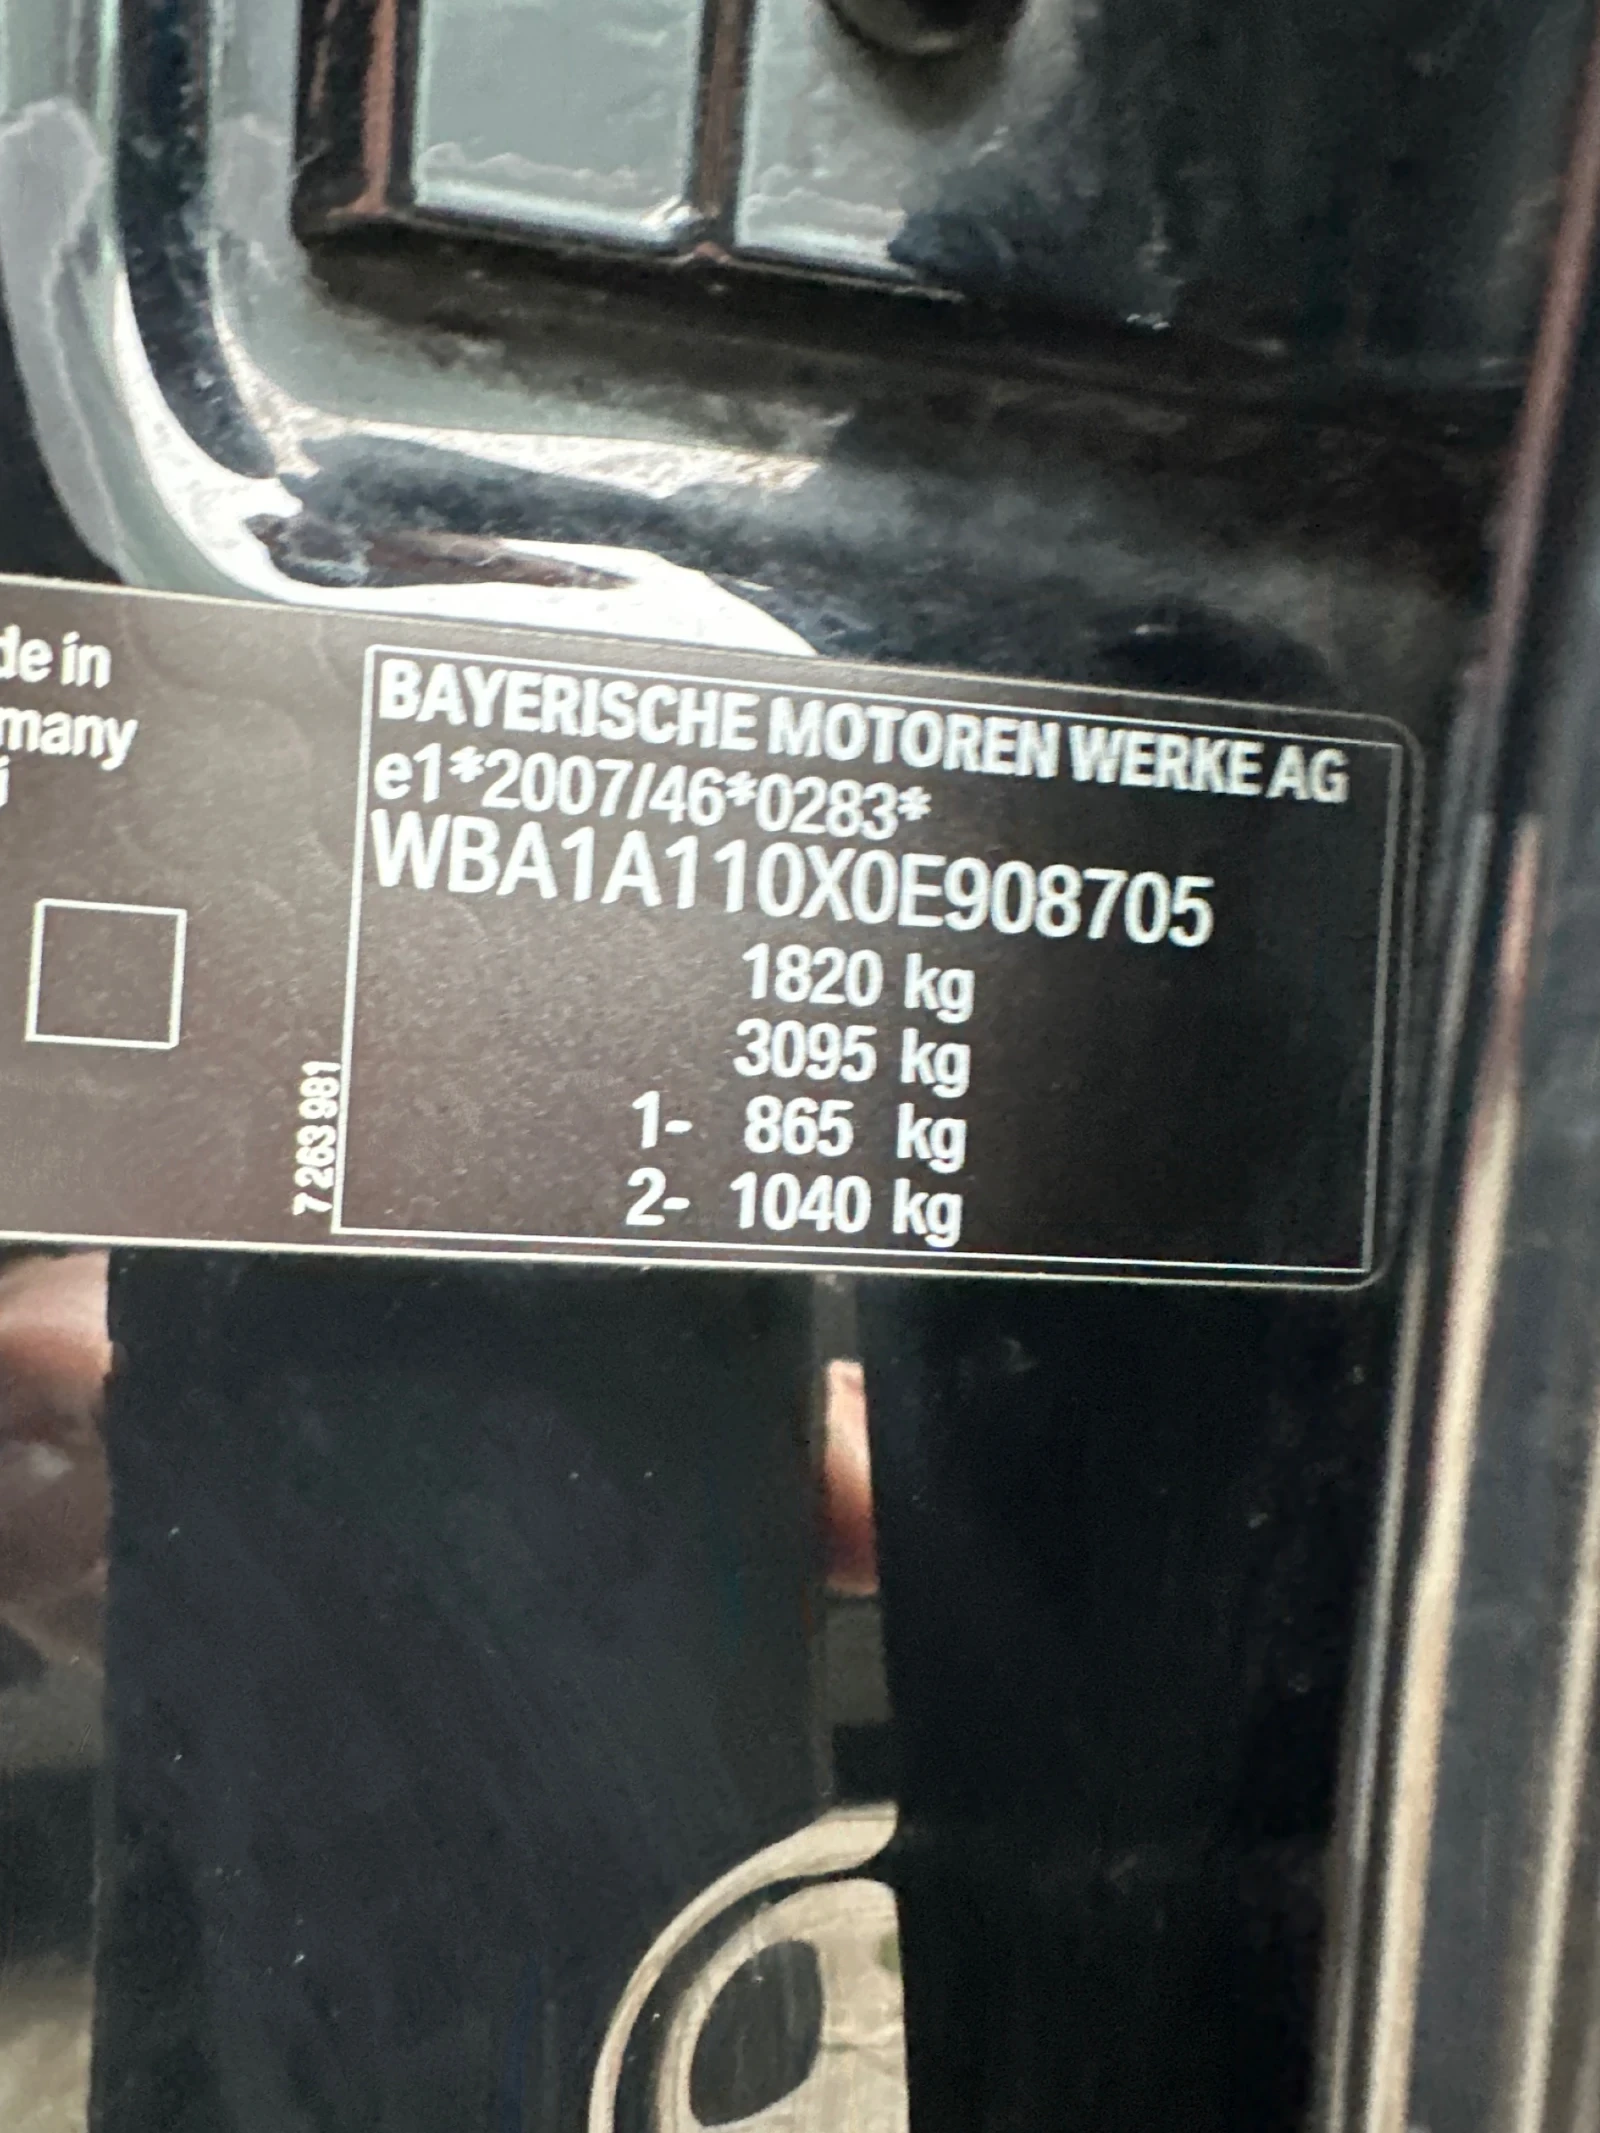 de in
many
BAYERISCHE MOTOREN WERKE AG
e1*2007/46*0283*
WBA1A110X0E908705
1820 kg
3095 kg
1- 865 kg
2- 1040 kg
7 263 981